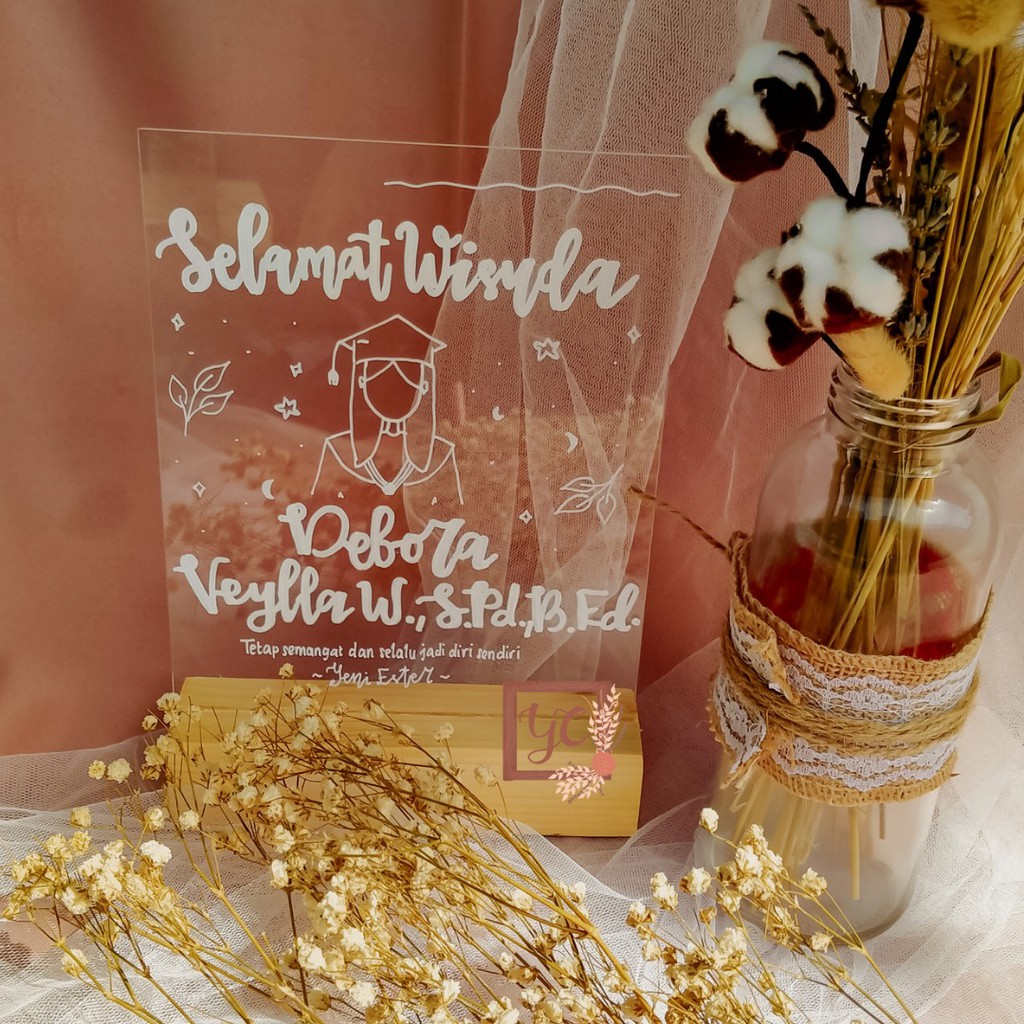 Selamat Wisuda
Debora
Veylla W., S.Pd., B.Ed.
Tetap semangat dan selalu jadi diri sendiri
~ Yeni Ester ~
YC